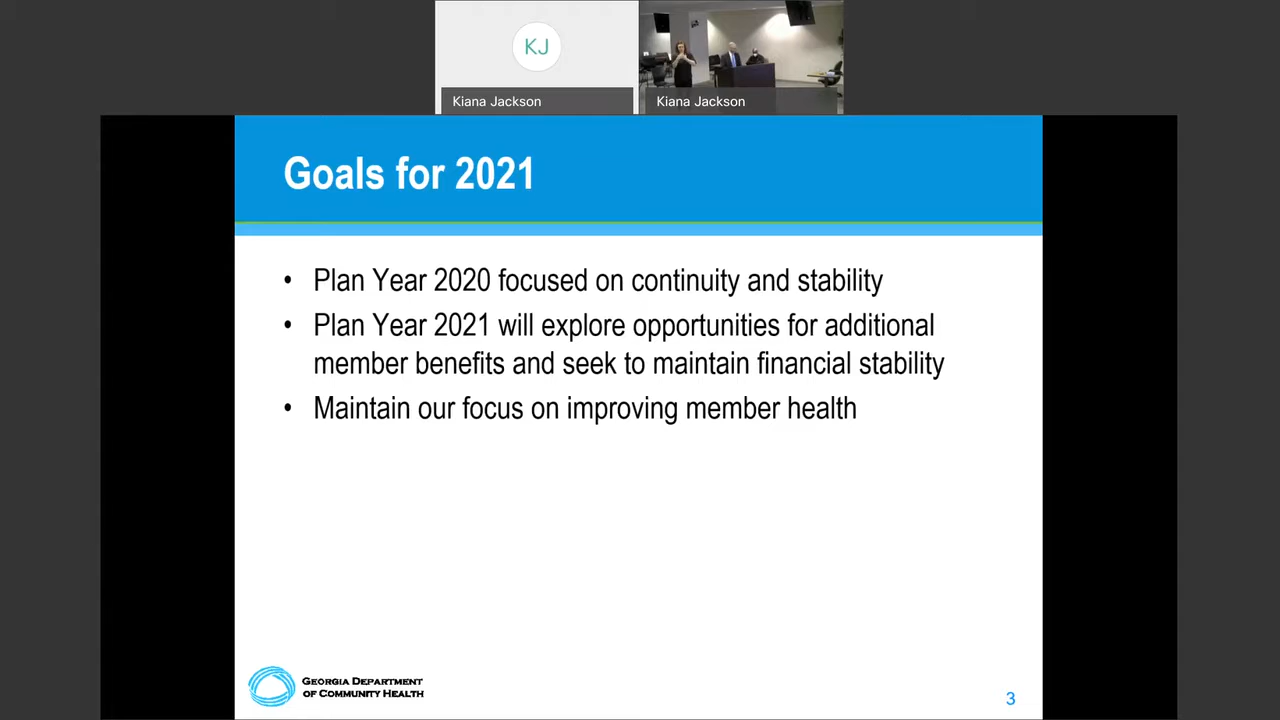 KJ
Kiana Jackson
Kiana Jackson
Goals for 2021
• Plan Year 2020 focused on continuity and stability
• Plan Year 2021 will explore opportunities for additional
member benefits and seek to maintain financial stability
• Maintain our focus on improving member health
GEORGIA DEPARTMENT
OF COMMUNITY HEALTH
3